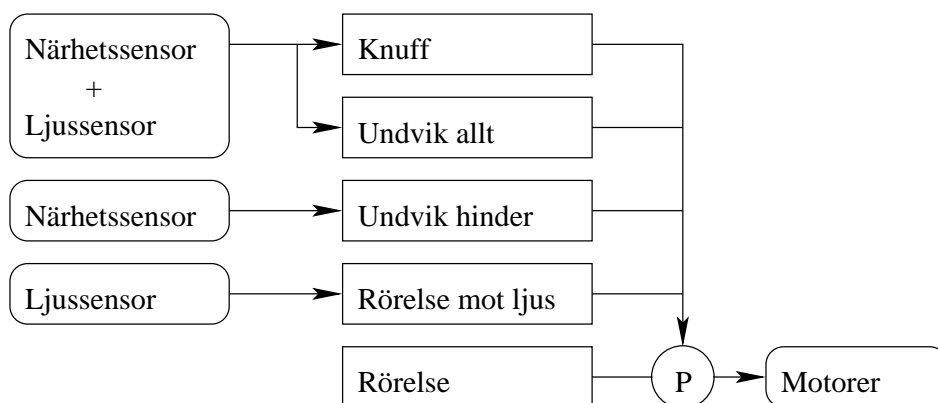 Närhetssensor
+
Ljussensor
Knuff
Undvik allt
Närhetssensor
Undvik hinder
Ljussensor
Rörelse mot ljus
Rörelse
P
Motorer